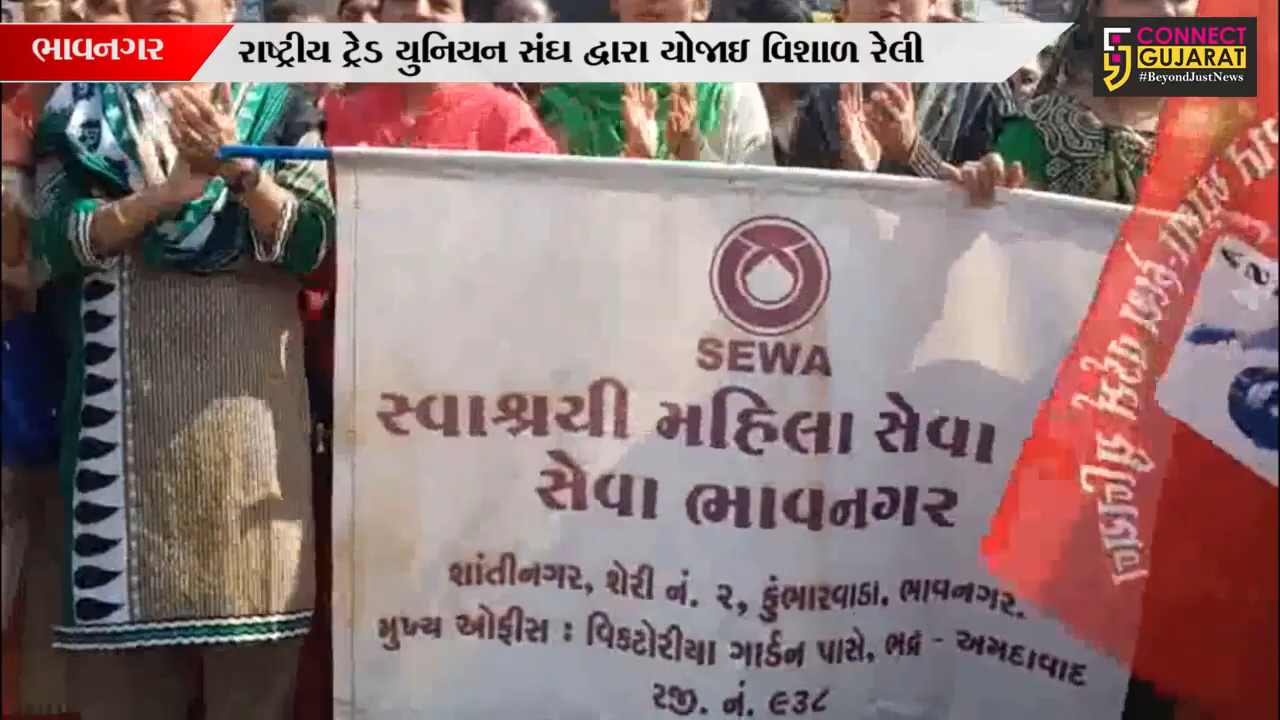 ભાવનગર
રાષ્ટ્રીય ટ્રેડ યુનિયન સંઘ દ્વારા યોજાઇ વિશાળ રેલી
CONNECT
GUJARAT
#BeyondJustNews
SEWA
સ્વાશ્રયી મહિલા સેવા
સેવા ભાવનગર
શાંતીનગર, શેરી નં. ૨, કુંભારવાડા. ભાવનગર.
મુખ્ય ઓફીસ : વિકટોરીયા ગાર્ડન પાસે, ભદ્ર - અમદાવાદ
રજી. નં. ૯૩૮